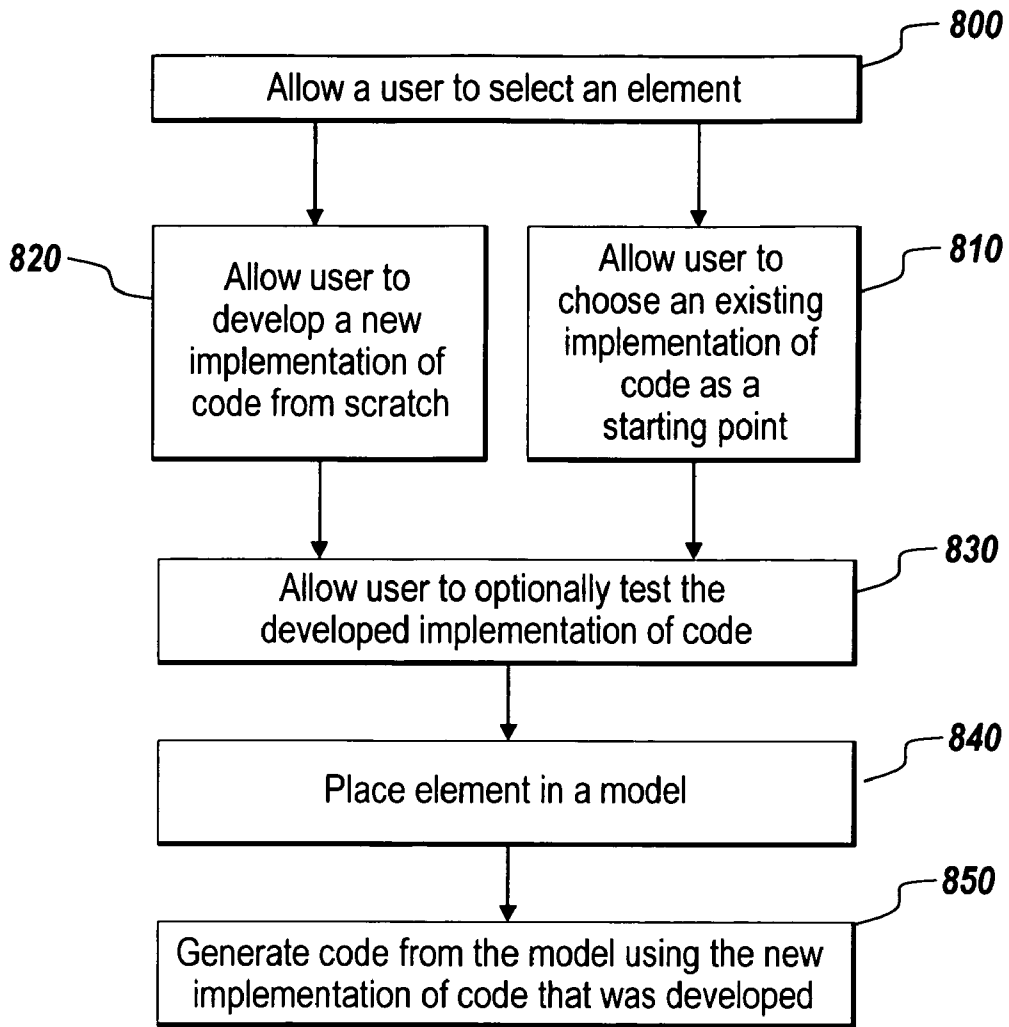 800
Allow a user to select an element
820
Allow user to
develop a new
implementation of
code from scratch
810
Allow user to
choose an existing
implementation of
code as a
starting point
830
Allow user to optionally test the
developed implementation of code
840
Place element in a model
850
Generate code from the model using the new
implementation of code that was developed